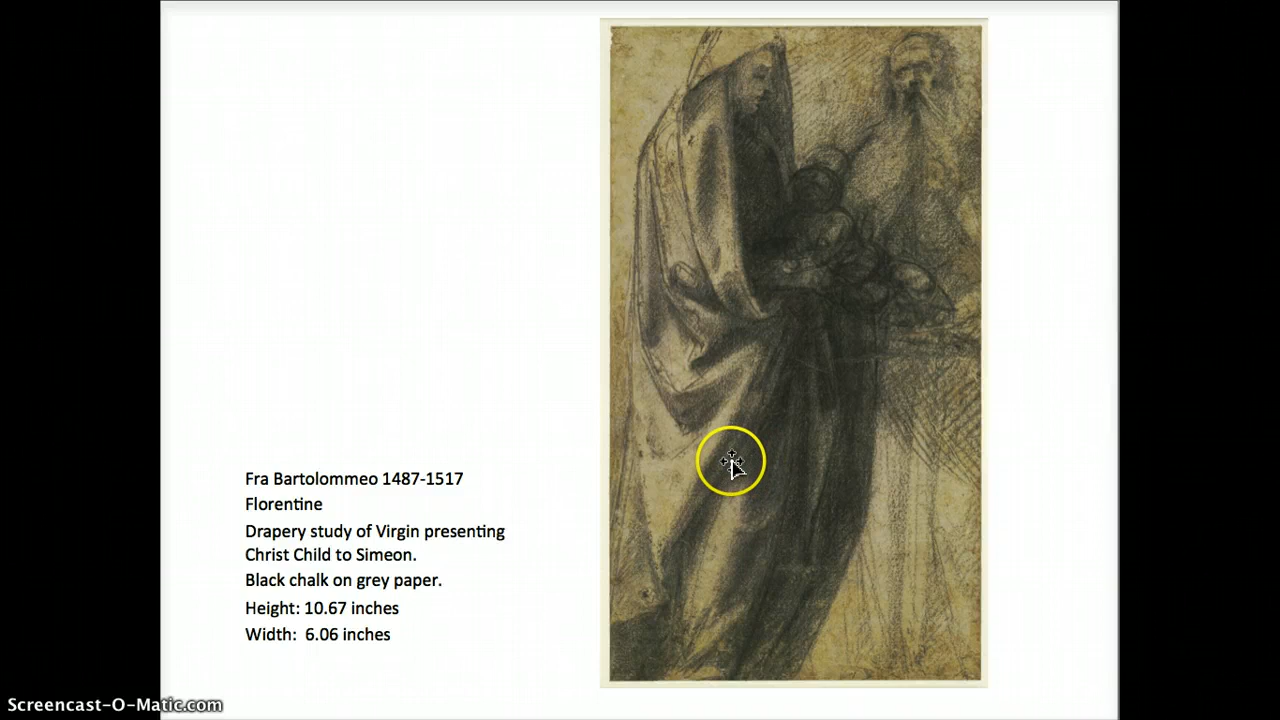 Fra Bartolommeo 1487-1517
Florentine
Drapery study of Virgin presenting
Christ Child to Simeon.
Black chalk on grey paper.
Height: 10.67 inches
Width:  6.06 inches
Screencast-O-Matic.com